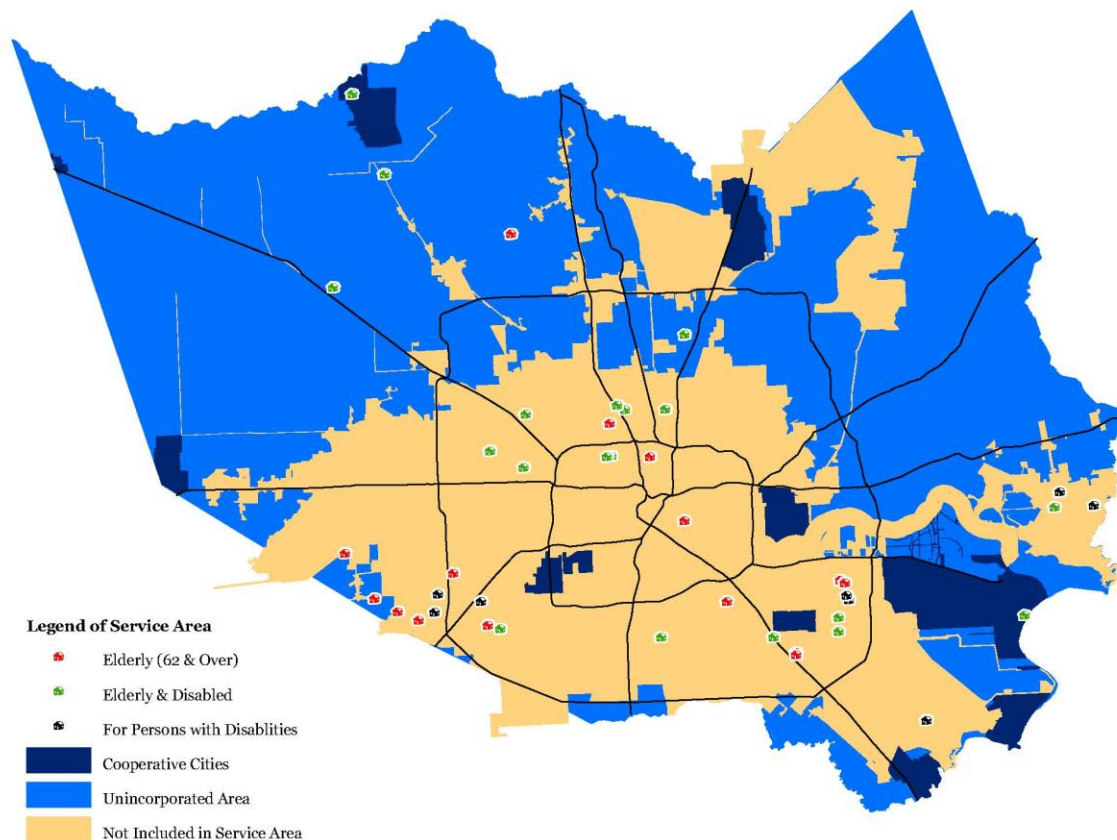 Legend of Service Area
Elderly (62 & Over)
Elderly & Disabled
For Persons with Disablities
Cooperative Cities
Unincorporated Area
Not Included in Service Area